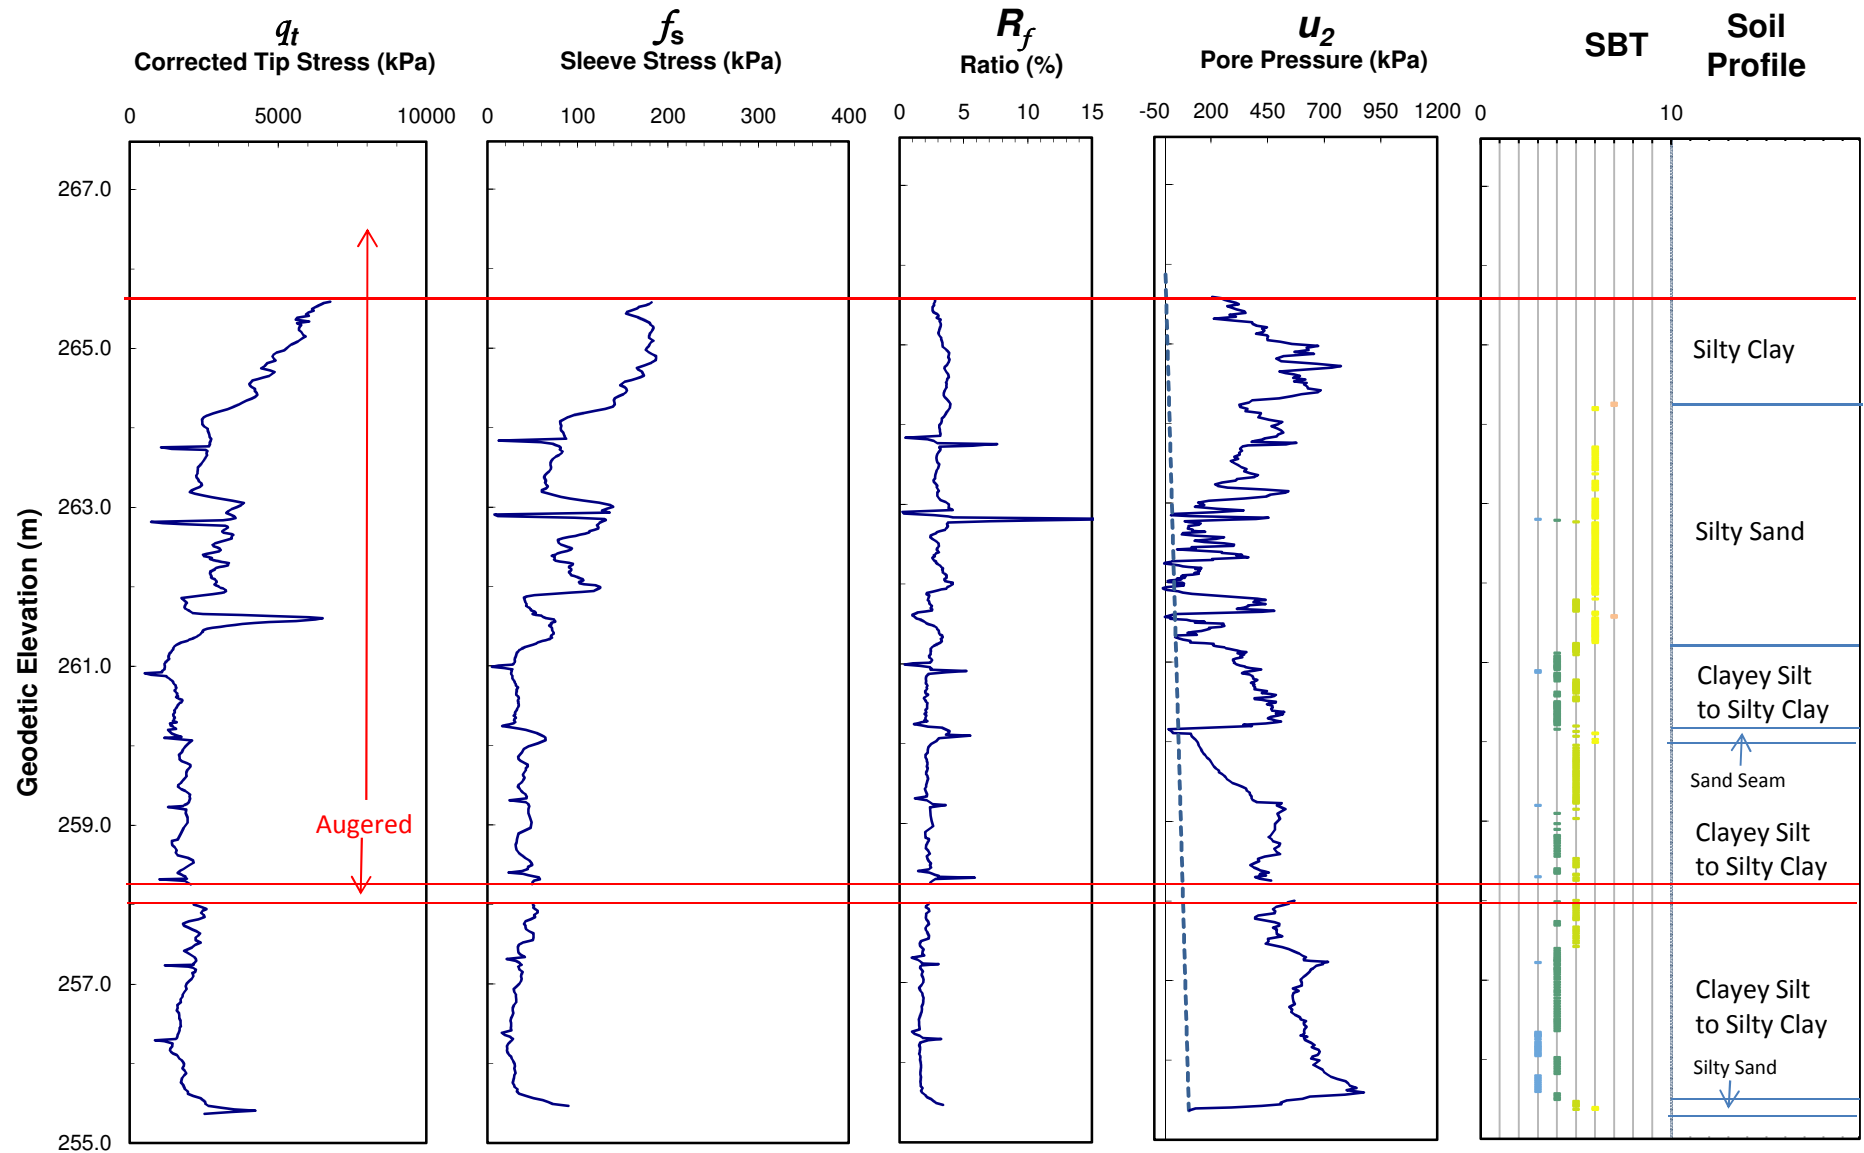 qt
Corrected Tip Stress (kPa)
fs
Sleeve Stress (kPa)
Rf
Ratio (%)
u2
Pore Pressure (kPa)
SBT
Soil
Profile
0 5000 10000
0 100 200 300 400
0 5 10 15
-50 200 450 700 950 1200
0 10
Geodetic Elevation (m)
267.0
265.0
263.0
261.0
259.0
257.0
255.0
Augered
Silty Clay
Silty Sand
Clayey Silt
to Silty Clay
Sand Seam
Clayey Silt
to Silty Clay
Clayey Silt
to Silty Clay
Silty Sand